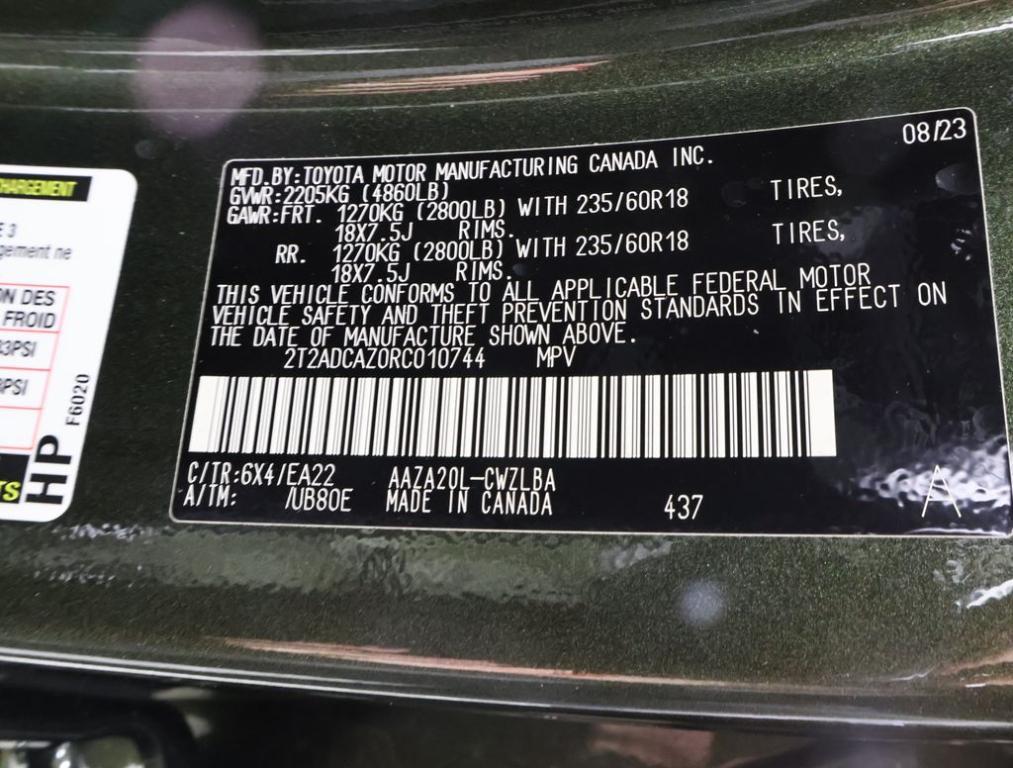 08/23
MFD.BY:TOYOTA MOTOR MANUFACTURING CANADA INC.
GVWR:2205KG (4860LB)
GAWR:FRT. 1270KG (2800LB) WITH 235/60R18 TIRES,
18X7.5J RIMS.
RR. 1270KG (2800LB) WITH 235/60R18 TIRES,
18X7.5J RIMS.
THIS VEHICLE CONFORMS TO ALL APPLICABLE FEDERAL MOTOR
VEHICLE SAFETY AND THEFT PREVENTION STANDARDS IN EFFECT ON
THE DATE OF MANUFACTURE SHOWN ABOVE.
2T2ADCAZ0RC010744 MPV
C/TR:6X4/EA22 AAZA20L-CWZLBA
A/TM: /UB80E MADE IN CANADA 437 A
gement ne
ON DES
FROID
3PSI
PSI
HP F6020